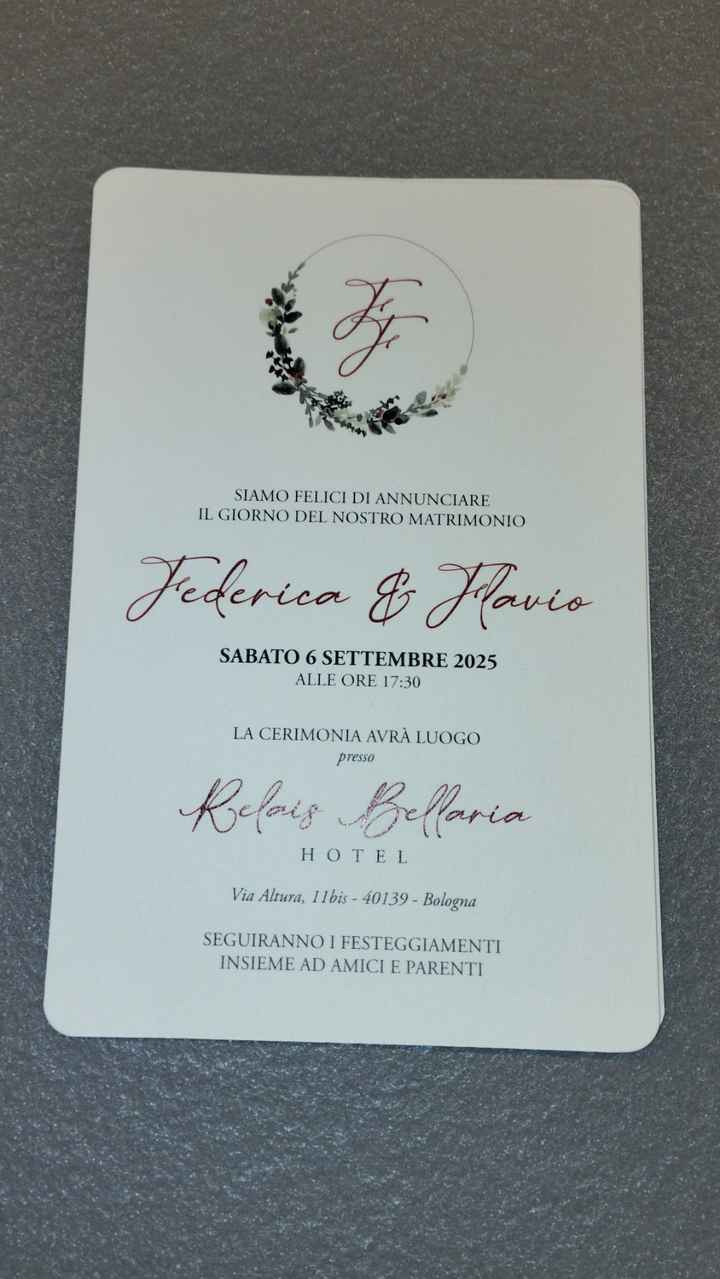 F
F
SIAMO FELICI DI ANNUNCIARE
IL GIORNO DEL NOSTRO MATRIMONIO
Federica & Flavio
SABATO 6 SETTEMBRE 2025
ALLE ORE 17:30
LA CERIMONIA AVRÀ LUOGO
presso
Relais Bellaria
HOTEL
Via Altura, 11bis - 40139 - Bologna
SEGUIRANNO I FESTEGGIAMENTI
INSIEME AD AMICI E PARENTI